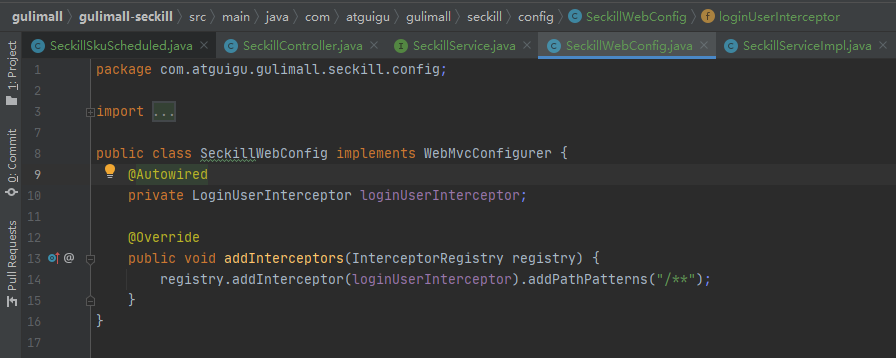 gulimall 〉 gulimall-seckill 〉 src 〉 main 〉 java 〉 com 〉 atguigu 〉 gulimall 〉 seckill 〉 config 〉 C SeckillWebConfig 〉 f loginUserInterceptor
C SeckillSkuScheduled.java × C SeckillController.java × I SeckillService.java × C SeckillWebConfig.java × C SeckillServiceImpl.java ×
1: Project
0: Commit
Pull Requests
1 package com.atguigu.gulimall.seckill.config;
2
3 import ...
7
8 public class SeckillWebConfig implements WebMvcConfigurer {
9 @Autowired
10 private LoginUserInterceptor loginUserInterceptor;
11
12 @Override
13 @ public void addInterceptors(InterceptorRegistry registry) {
14 registry.addInterceptor(loginUserInterceptor).addPathPatterns("/**");
15 }
16 }
17